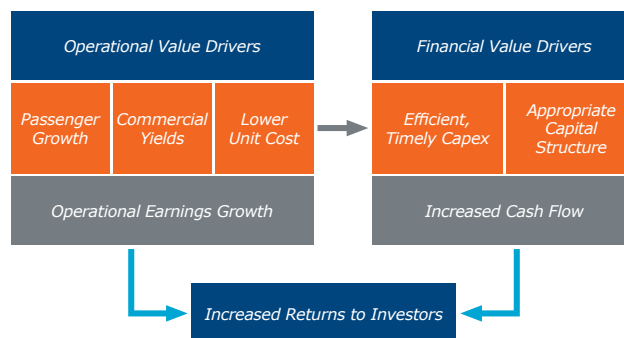 Operational Value Drivers
Financial Value Drivers
Passenger
Growth
Commercial
Yields
Lower
Unit Cost
Efficient,
Timely Capex
Appropriate
Capital
Structure
Operational Earnings Growth
Increased Cash Flow
Increased Returns to Investors